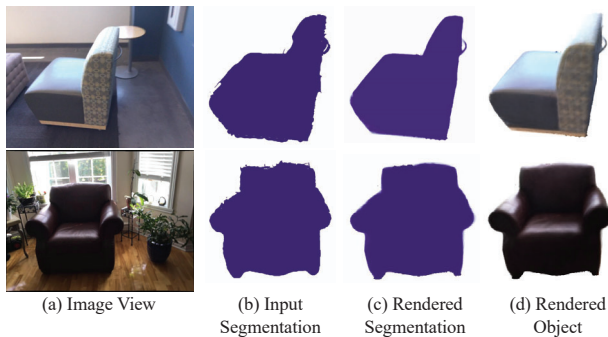 (a) Image View
(b) Input
Segmentation
(c) Rendered
Segmentation
(d) Rendered
Object